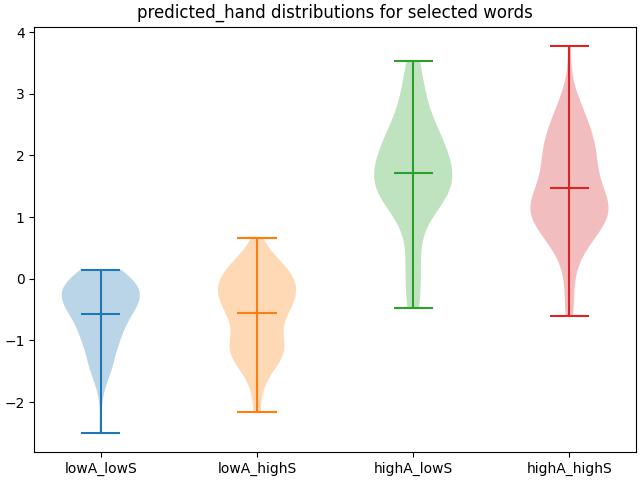 predicted_hand distributions for selected words
4
3
2
1
0
−1
−2
lowA_lowS
lowA_highS
highA_lowS
highA_highS